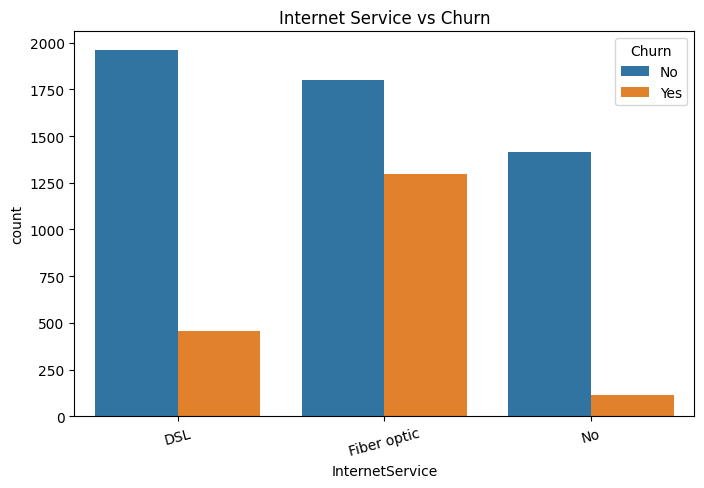 Internet Service vs Churn
Churn
No
Yes
2000
1750
1500
1250
1000
750
500
250
0
count
DSL
Fiber optic
No
InternetService